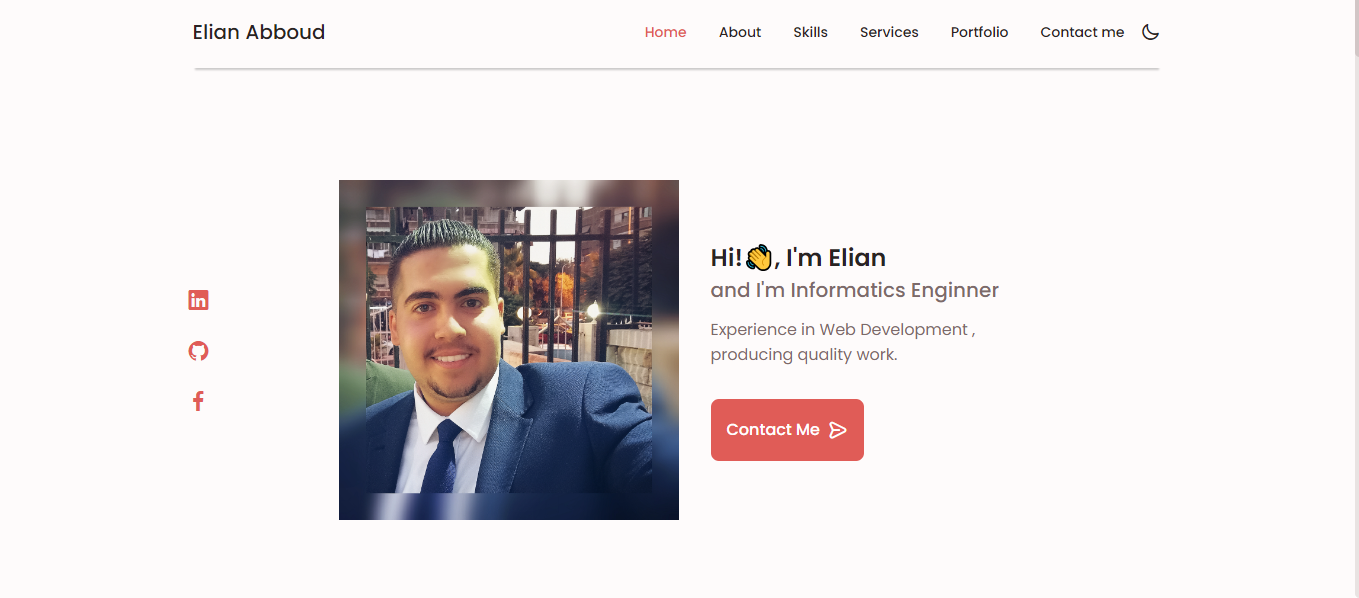 Elian Abboud
Home About Skills Services Portfolio Contact me
Hi!👋, I'm Elian
and I'm Informatics Enginner
Experience in Web Development ,
producing quality work.
Contact Me